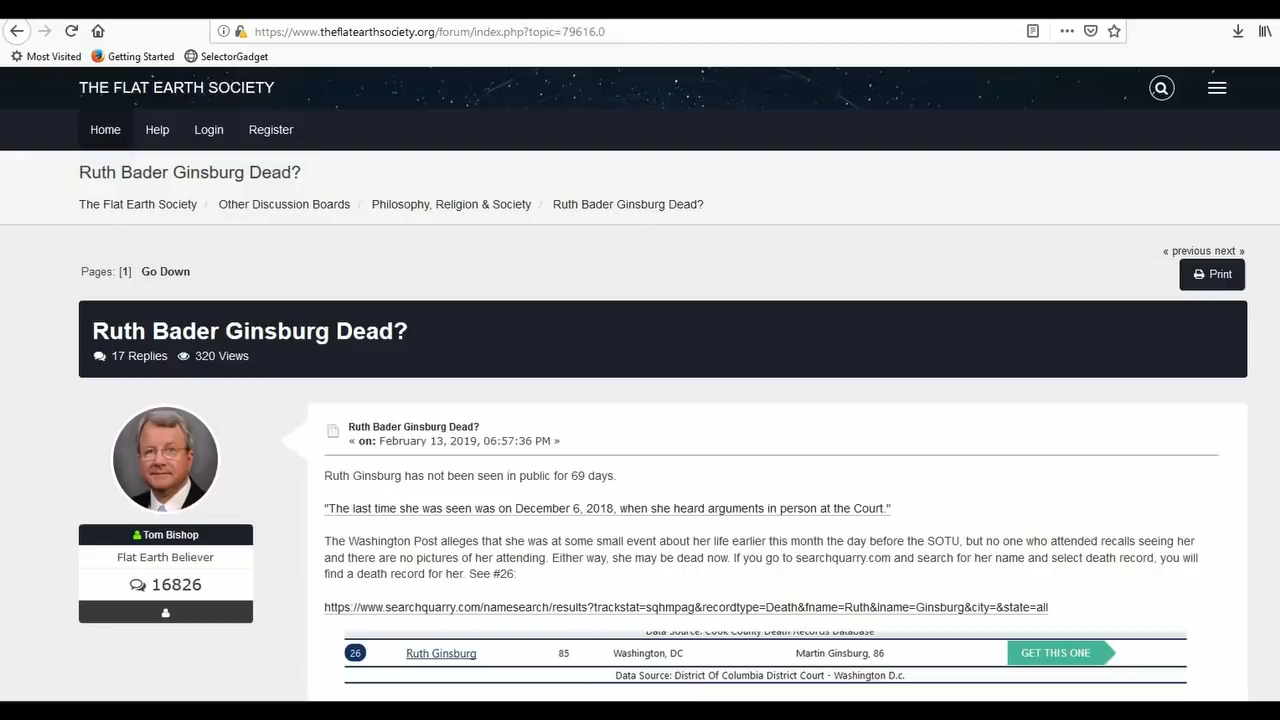 https://www.theflatearthsociety.org/forum/index.php?topic=79616.0
Most Visited Getting Started SelectorGadget
THE FLAT EARTH SOCIETY
Home Help Login Register
Ruth Bader Ginsburg Dead?
The Flat Earth Society / Other Discussion Boards / Philosophy, Religion & Society / Ruth Bader Ginsburg Dead?
« previous next »
Pages: [1] Go Down
Print
Ruth Bader Ginsburg Dead?
17 Replies 320 Views
Ruth Bader Ginsburg Dead?
« on: February 13, 2019, 06:57:36 PM »
Ruth Ginsburg has not been seen in public for 69 days.
"The last time she was seen was on December 6, 2018, when she heard arguments in person at the Court."
Tom Bishop
Flat Earth Believer
16826
The Washington Post alleges that she was at some small event about her life earlier this month the day before the SOTU, but no one who attended recalls seeing her
and there are no pictures of her attending. Either way, she may be dead now. If you go to searchquarry.com and search for her name and select death record, you will
find a death record for her. See #26:
https://www.searchquarry.com/namesearch/results?trackstat=sqhmpag&recordtype=Death&fname=Ruth&lname=Ginsburg&city=&state=all
Data Source: Cook County Death Records Database
26 Ruth Ginsburg 85 Washington, DC Martin Ginsburg, 86 GET THIS ONE
Data Source: District Of Columbia District Court - Washington D.c.